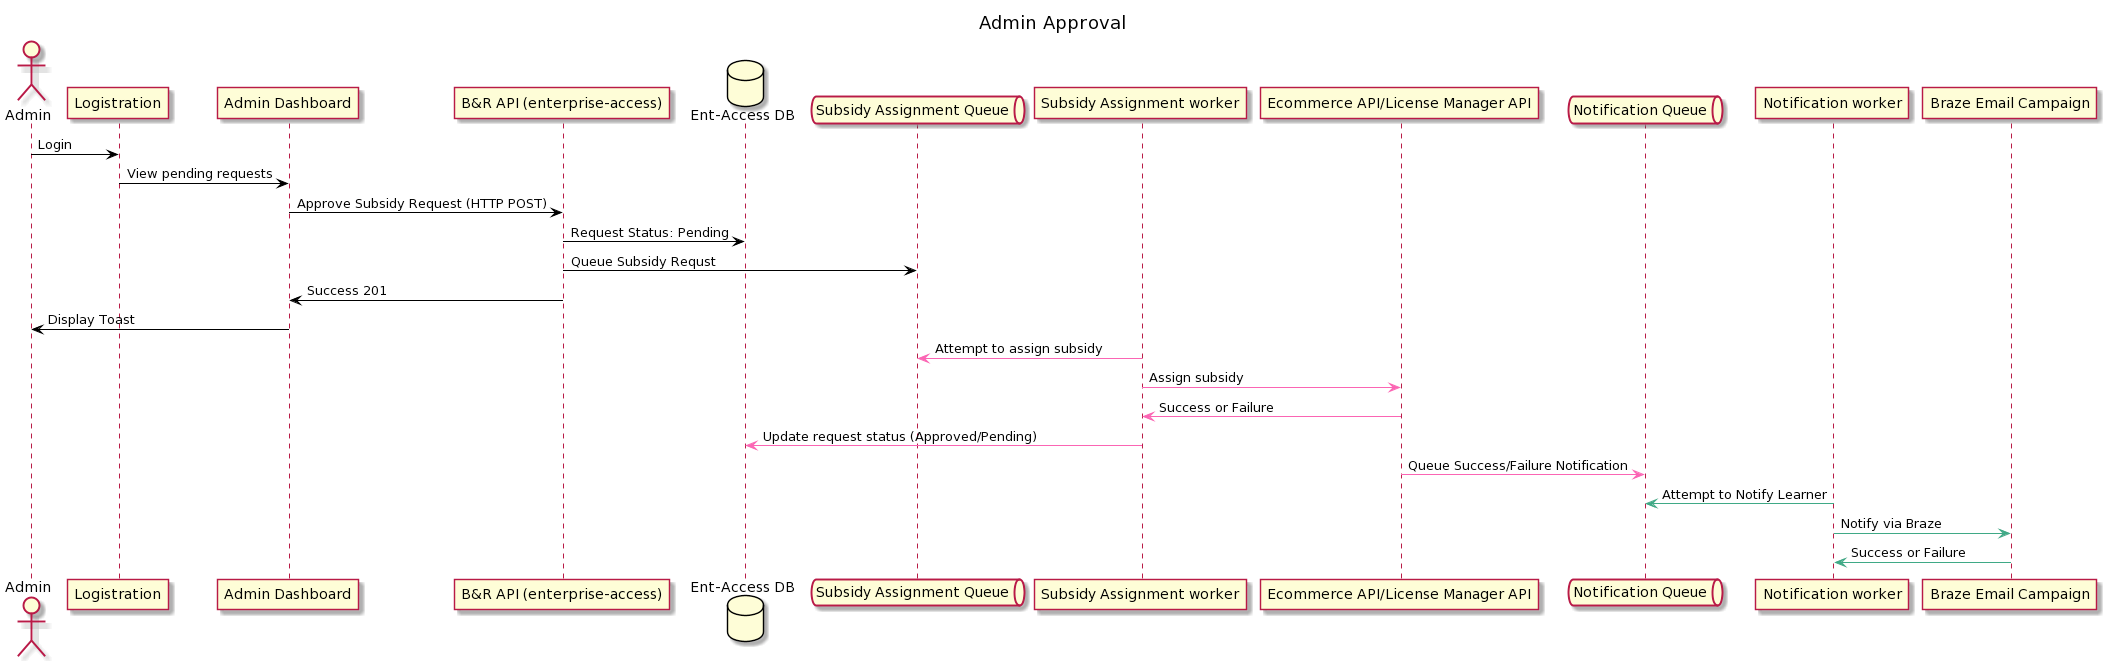 Admin Approval
Admin
Logistration
Admin Dashboard
B&R API (enterprise-access)
Ent-Access DB
Subsidy Assignment Queue
Subsidy Assignment worker
Ecommerce API/License Manager API
Notification Queue
Notification worker
Braze Email Campaign
Login
View pending requests
Approve Subsidy Request (HTTP POST)
Request Status: Pending
Queue Subsidy Requst
Success 201
Display Toast
Attempt to assign subsidy
Assign subsidy
Success or Failure
Update request status (Approved/Pending)
Queue Success/Failure Notification
Attempt to Notify Learner
Notify via Braze
Success or Failure
Admin
Logistration
Admin Dashboard
B&R API (enterprise-access)
Ent-Access DB
Subsidy Assignment Queue
Subsidy Assignment worker
Ecommerce API/License Manager API
Notification Queue
Notification worker
Braze Email Campaign